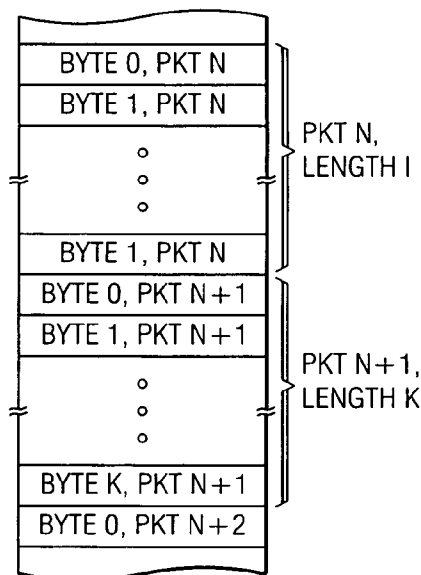 BYTE 0, PKT N
BYTE 1, PKT N
PKT N,
LENGTH I
BYTE 1, PKT N
BYTE 0, PKT N+1
BYTE 1, PKT N+1
PKT N+1,
LENGTH K
BYTE K, PKT N+1
BYTE 0, PKT N+2